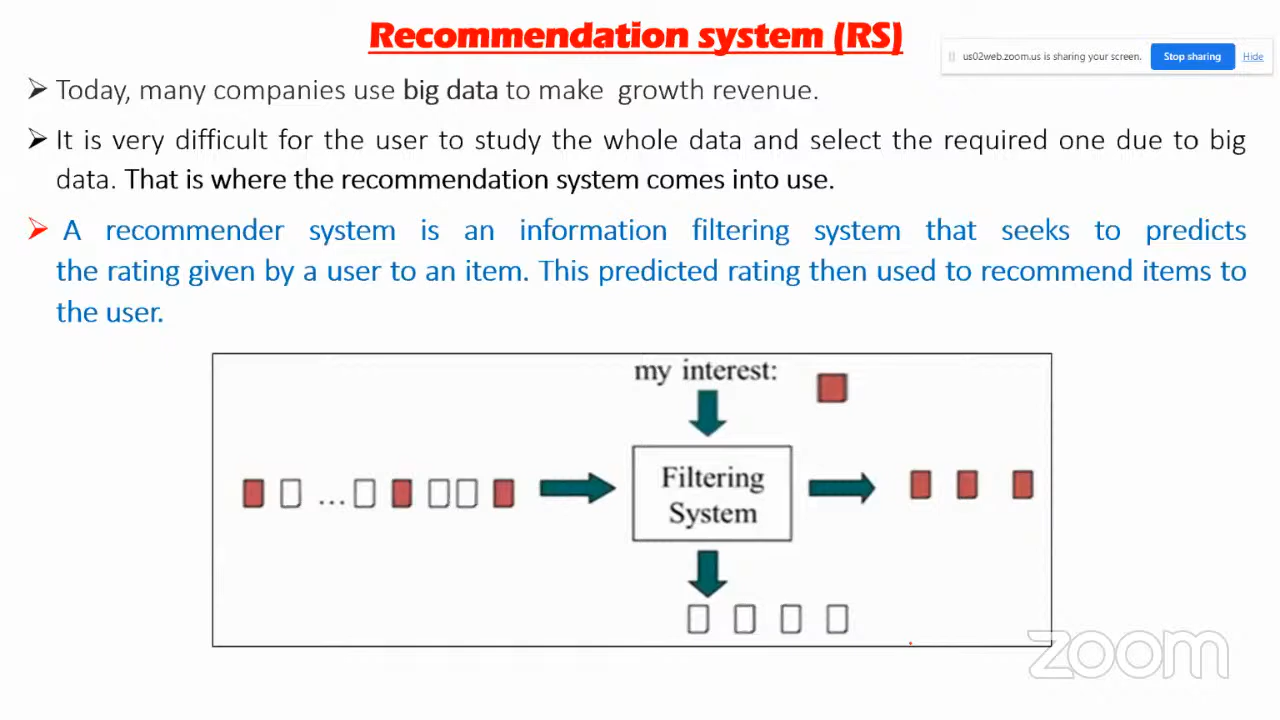 Recommendation system (RS)
us02web.zoom.us is sharing your screen.
Stop sharing
Hide
Today, many companies use big data to make growth revenue.
It is very difficult for the user to study the whole data and select the required one due to big
data. That is where the recommendation system comes into use.
A recommender system is an information filtering system that seeks to predicts
the rating given by a user to an item. This predicted rating then used to recommend items to
the user.
my interest:
...
Filtering
System
zoom